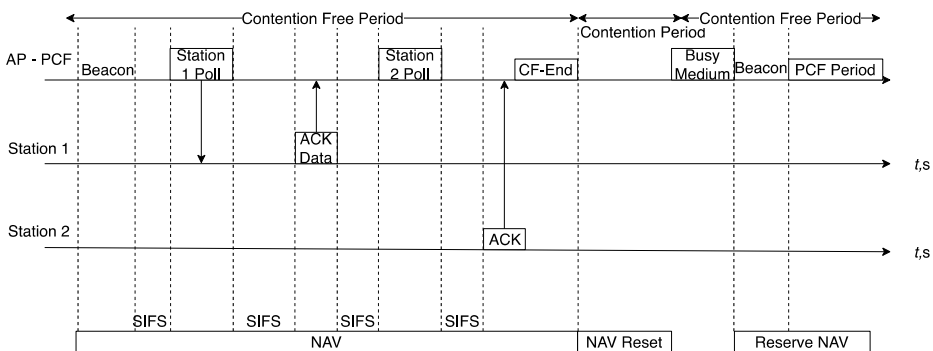 Contention Free Period
Contention Free Period
Contention Period
AP - PCF
Beacon
Station
1 Poll
Station
2 Poll
CF-End
Busy
Medium
Beacon
PCF Period
Station 1
ACK
Data
t,s
Station 2
ACK
t,s
SIFS
SIFS
SIFS
SIFS
NAV
NAV Reset
Reserve NAV